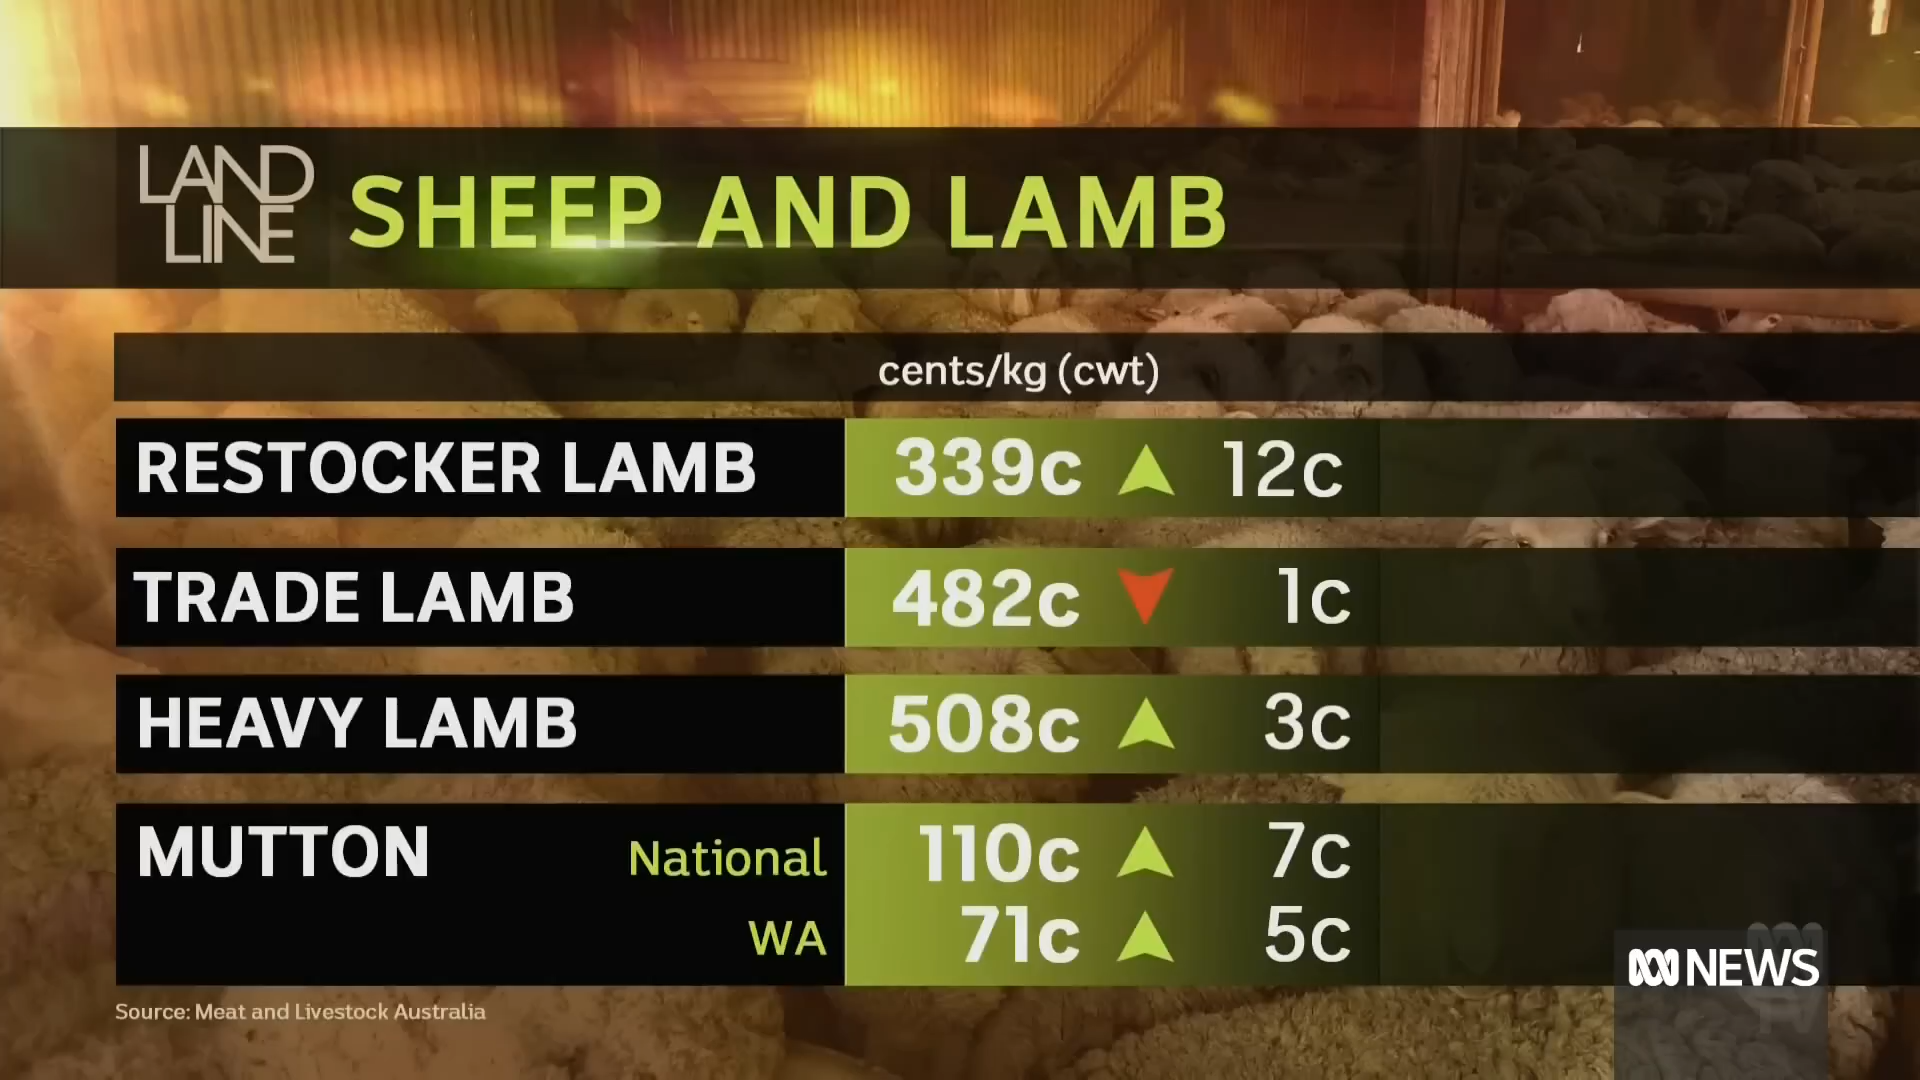 LAND
LINE
SHEEP AND LAMB
cents/kg (cwt)
RESTOCKER LAMB 339c 12c
TRADE LAMB 482c 1c
HEAVY LAMB 508c 3c
MUTTON National 110c 7c
WA 71c 5c
NEWS
TV
Source: Meat and Livestock Australia